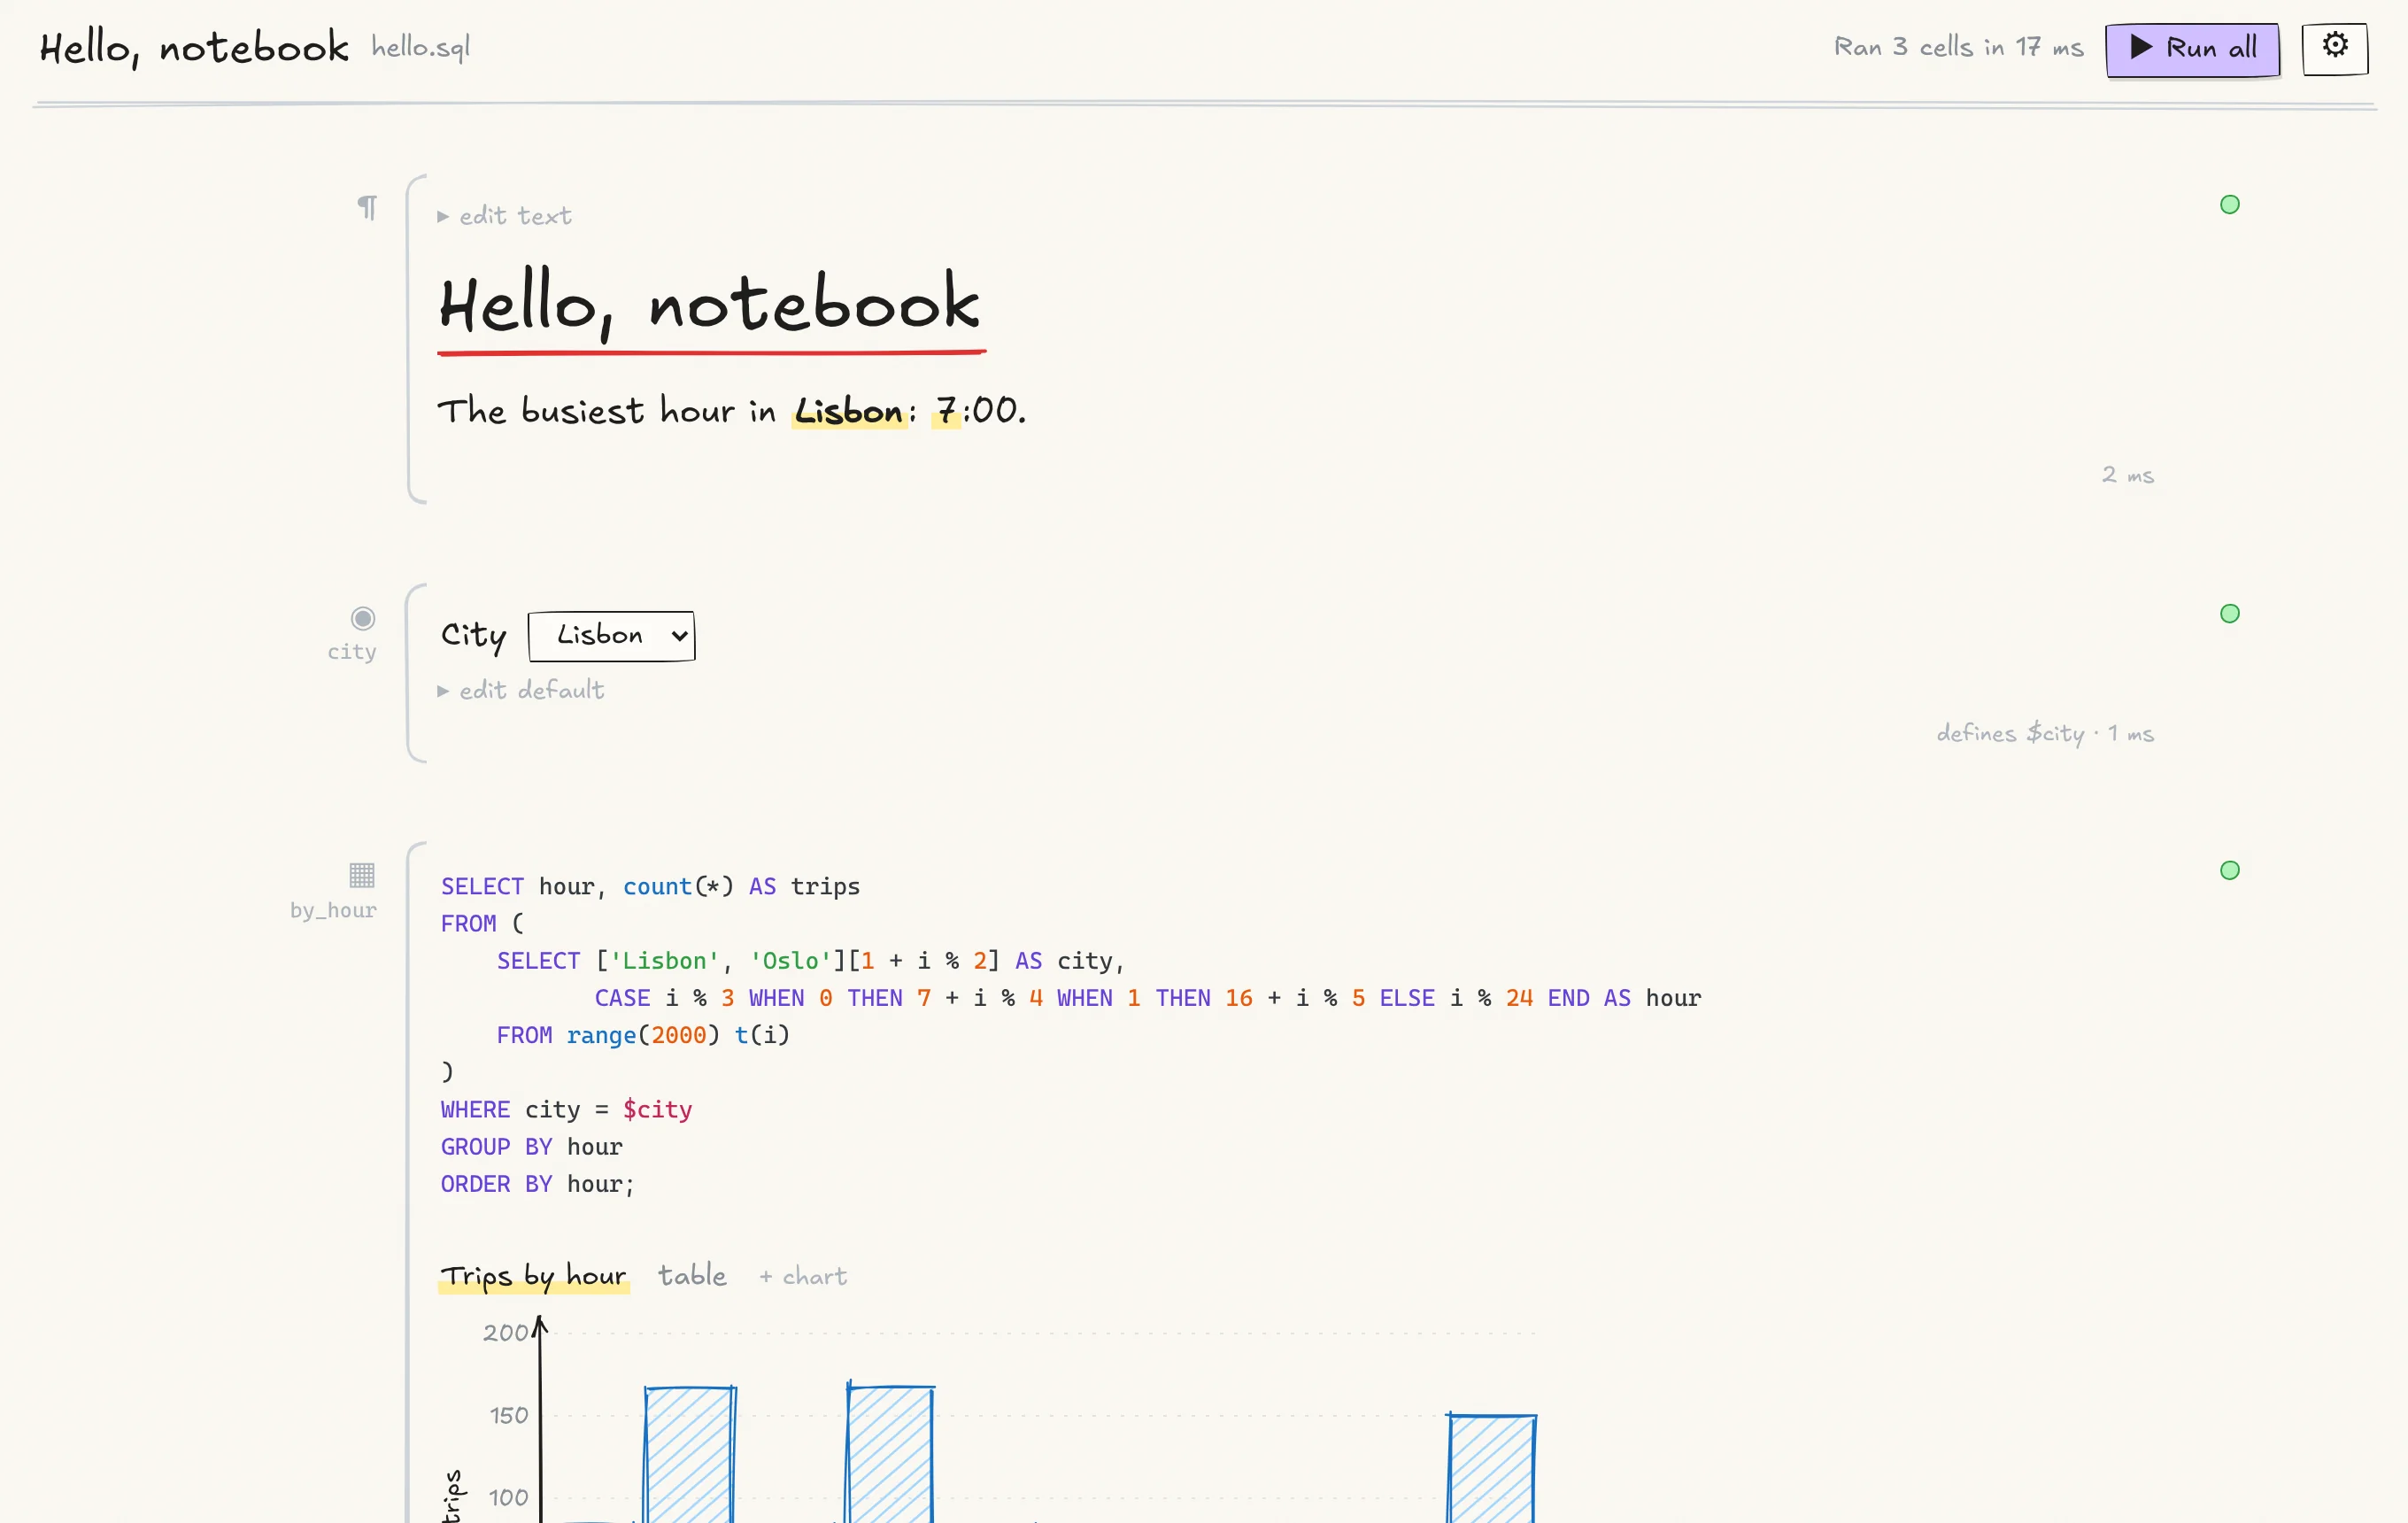 Hello, notebook hello.sql Ran 3 cells in 17 ms ▶ Run all ⚙
¶ ▸ edit text
Hello, notebook
The busiest hour in Lisbon: 7:00.
2 ms
◉ City Lisbon
city
▸ edit default
defines $city · 1 ms
▦ SELECT hour, count(*) AS trips
by_hour
FROM (
    SELECT ['Lisbon', 'Oslo'][1 + i % 2] AS city,
           CASE i % 3 WHEN 0 THEN 7 + i % 4 WHEN 1 THEN 16 + i % 5 ELSE i % 24 END AS hour
    FROM range(2000) t(i)
)
WHERE city = $city
GROUP BY hour
ORDER BY hour;
Trips by hour table + chart
200
150
100
trips